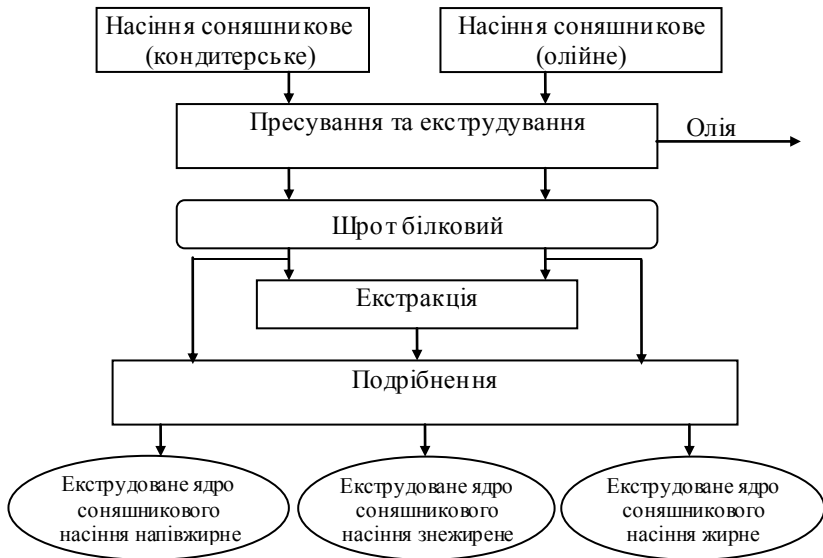 Насіння соняшникове
(кондитерське)
Насіння соняшникове
(олійне)
Пресування та екструдування
Олія
Шрот білковий
Екстракція
Подрібнення
Екструдоване ядро
соняшникового
насіння напівжирне
Екструдоване ядро
соняшникового
насіння знежирене
Екструдоване ядро
соняшникового
насіння жирне